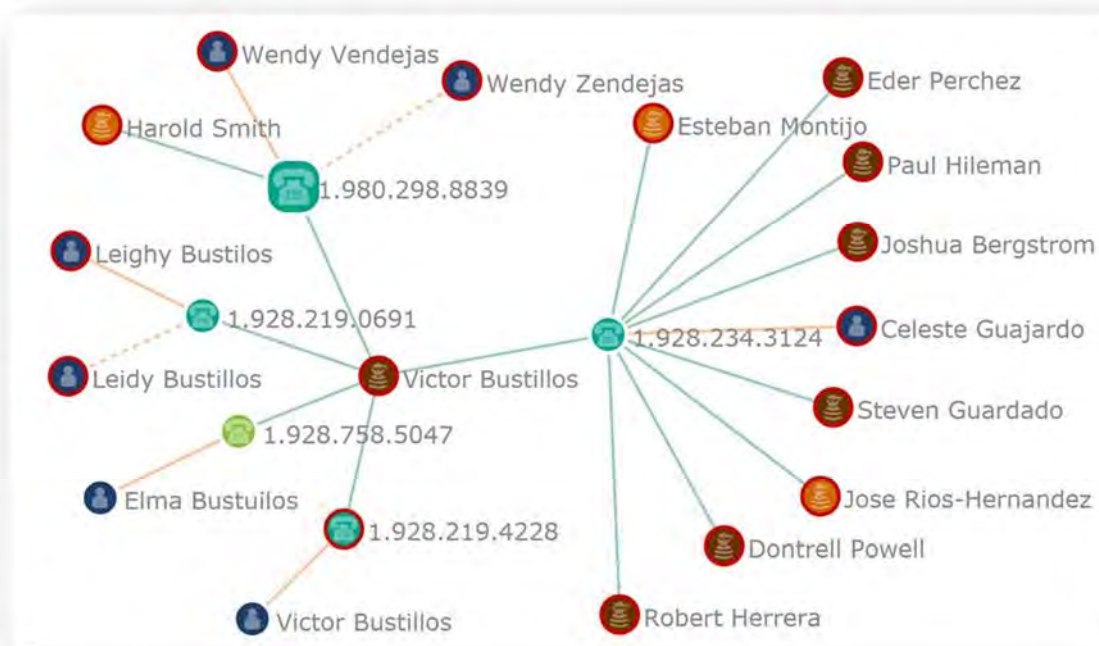 Wendy Vendejas
Wendy Zendejas
Harold Smith
1.980.298.8839
Leighy Bustilos
1.928.219.0691
Leidy Bustillos
Victor Bustillos
1.928.758.5047
Elma Bustuilos
1.928.219.4228
Victor Bustillos
Eder Perchez
Esteban Montijo
Paul Hileman
Joshua Bergstrom
1.928.234.3124
Celeste Guajardo
Steven Guardado
Jose Rios-Hernandez
Dontrell Powell
Robert Herrera